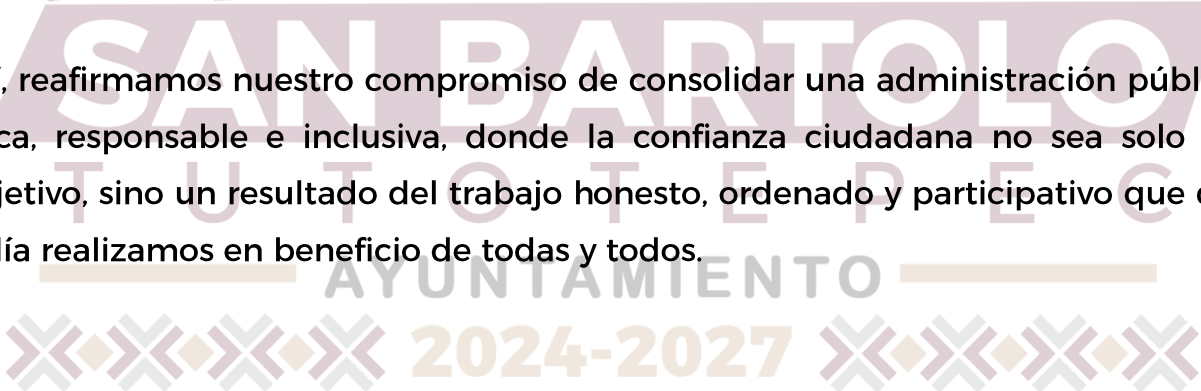 SAN BARTOLO
, reafirmamos nuestro compromiso de consolidar una administración públ
ca, responsable e inclusiva, donde la confianza ciudadana no sea solo
TUTOTEPEC
jetivo, sino un resultado del trabajo honesto, ordenado y participativo que
ía realizamos en beneficio de todas y todos.
AYUNTAMIENTO
2024-2027